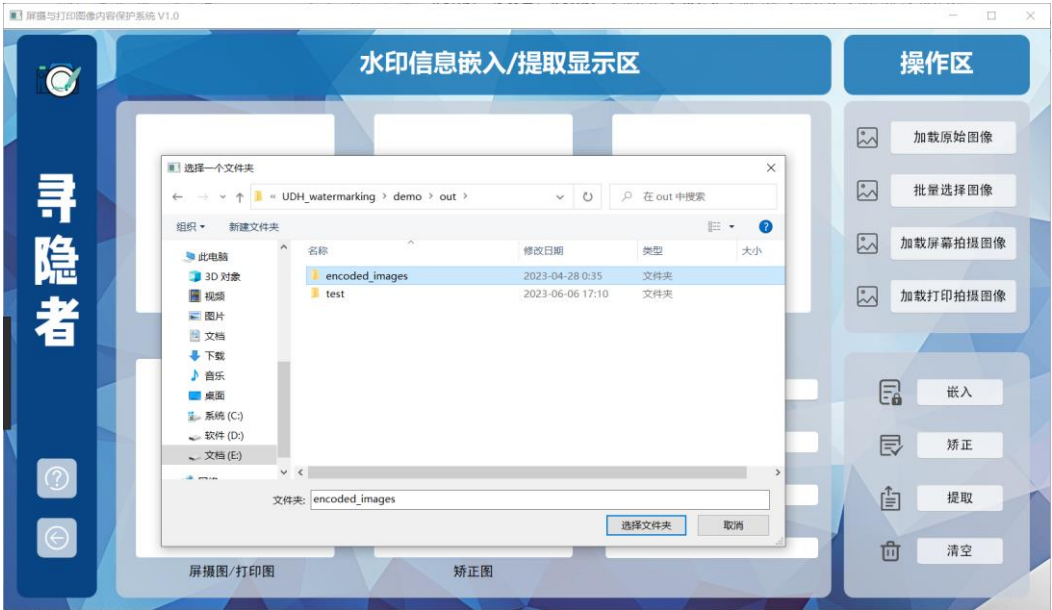 屏摄与打印图像内容保护系统 V1.0
水印信息嵌入/提取显示区
操作区
寻隐者
选择一个文件夹
« UDH_watermarking › demo › out ›
在 out 中搜索
组织
新建文件夹
名称
修改日期
类型
大小
此电脑
3D 对象
视频
图片
文档
下载
音乐
桌面
系统 (C:)
软件 (D:)
文档 (E:)
encoded_images
2023-04-28 0:35
文件夹
test
2023-06-06 17:10
文件夹
文件夹:
encoded_images
选择文件夹
取消
屏摄图/打印图
矫正图
加载原始图像
批量选择图像
加载屏幕拍摄图像
加载打印拍摄图像
嵌入
矫正
提取
清空